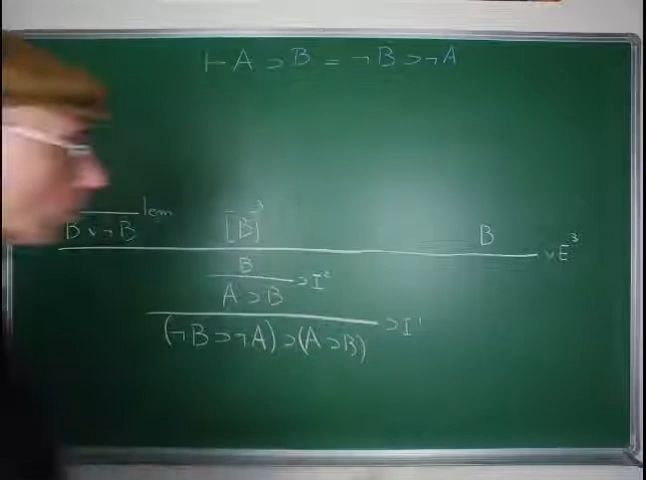 ⊢ A ⊃ B = ¬B ⊃ ¬A
lem
B ∨ ¬B [B]³ B ∨E³
B
⊃I²
A ⊃ B
⊃I¹
(¬B ⊃ ¬A) ⊃ (A ⊃ B)